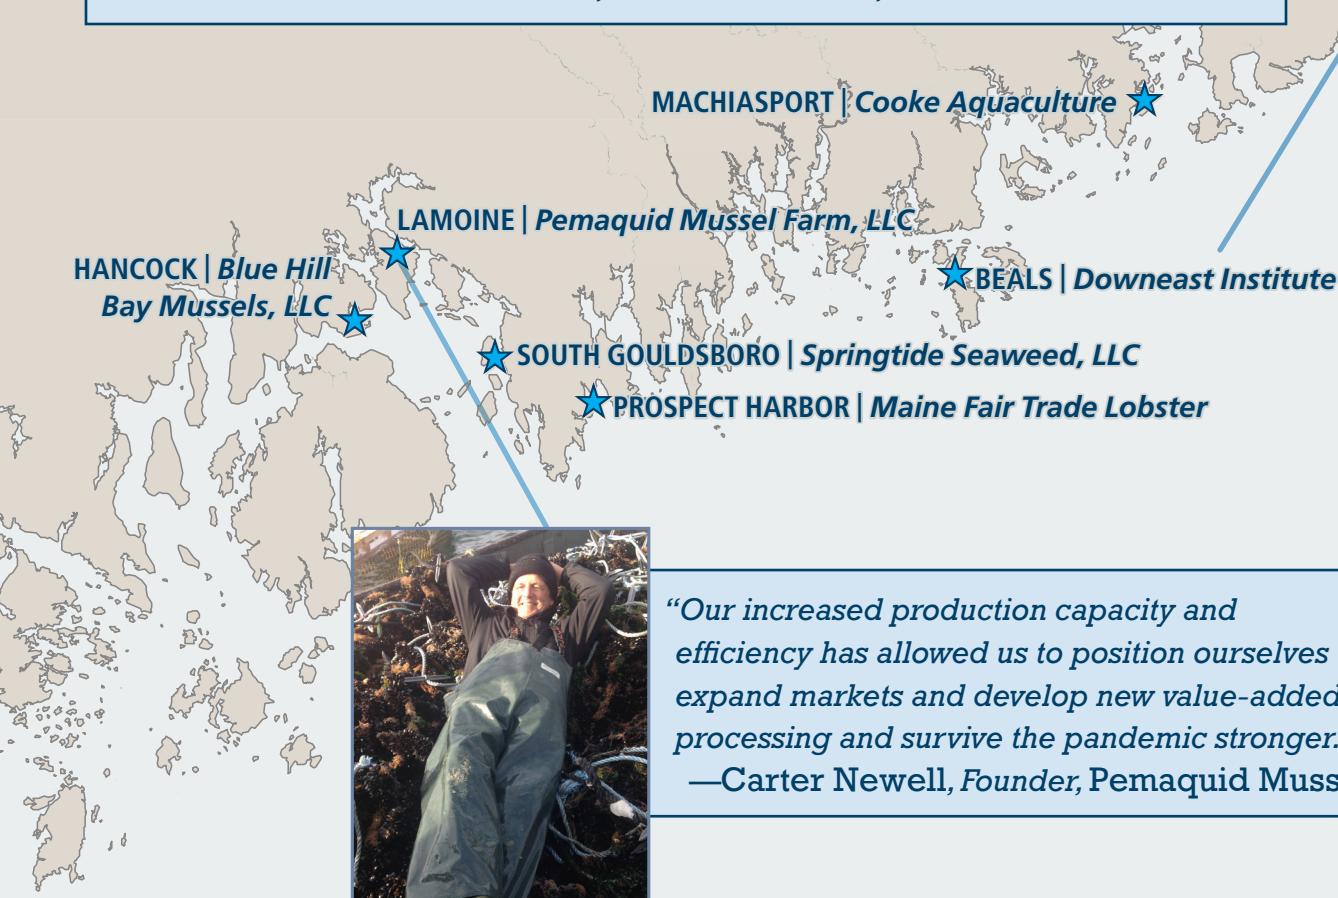 MACHIASPORT | Cooke Aquaculture
LAMOINE | Pemaquid Mussel Farm, LLC
HANCOCK | Blue Hill
Bay Mussels, LLC
BEALS | Downeast Institute
SOUTH GOULDSBORO | Springtide Seaweed, LLC
PROSPECT HARBOR | Maine Fair Trade Lobster
“Our increased production capacity and
efficiency has allowed us to position ourselves
expand markets and develop new value-added
processing and survive the pandemic stronger.
—Carter Newell, Founder, Pemaquid Muss